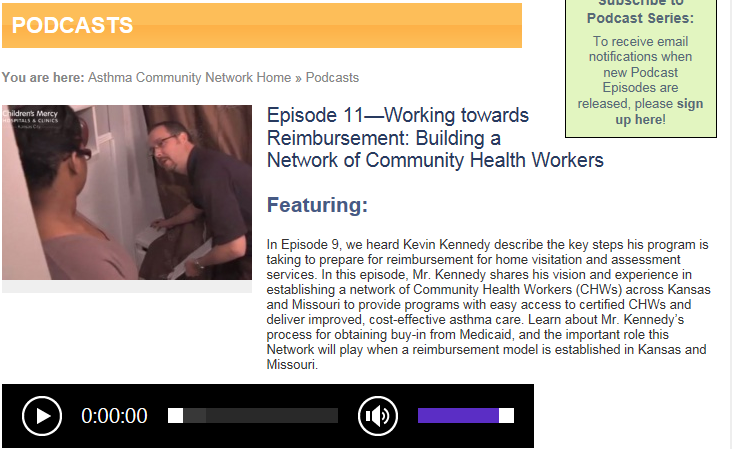 PODCASTS
Subscribe to
Podcast Series:
To receive email
notifications when
new Podcast
Episodes are
released, please sign
up here!
You are here: Asthma Community Network Home » Podcasts
Children's Mercy
HOSPITALS & CLINICS
Kansas City
Episode 11—Working towards
Reimbursement: Building a
Network of Community Health Workers
Featuring:
In Episode 9, we heard Kevin Kennedy describe the key steps his program is
taking to prepare for reimbursement for home visitation and assessment
services. In this episode, Mr. Kennedy shares his vision and experience in
establishing a network of Community Health Workers (CHWs) across Kansas
and Missouri to provide programs with easy access to certified CHWs and
deliver improved, cost-effective asthma care. Learn about Mr. Kennedy's
process for obtaining buy-in from Medicaid, and the important role this
Network will play when a reimbursement model is established in Kansas and
Missouri.
0:00:00